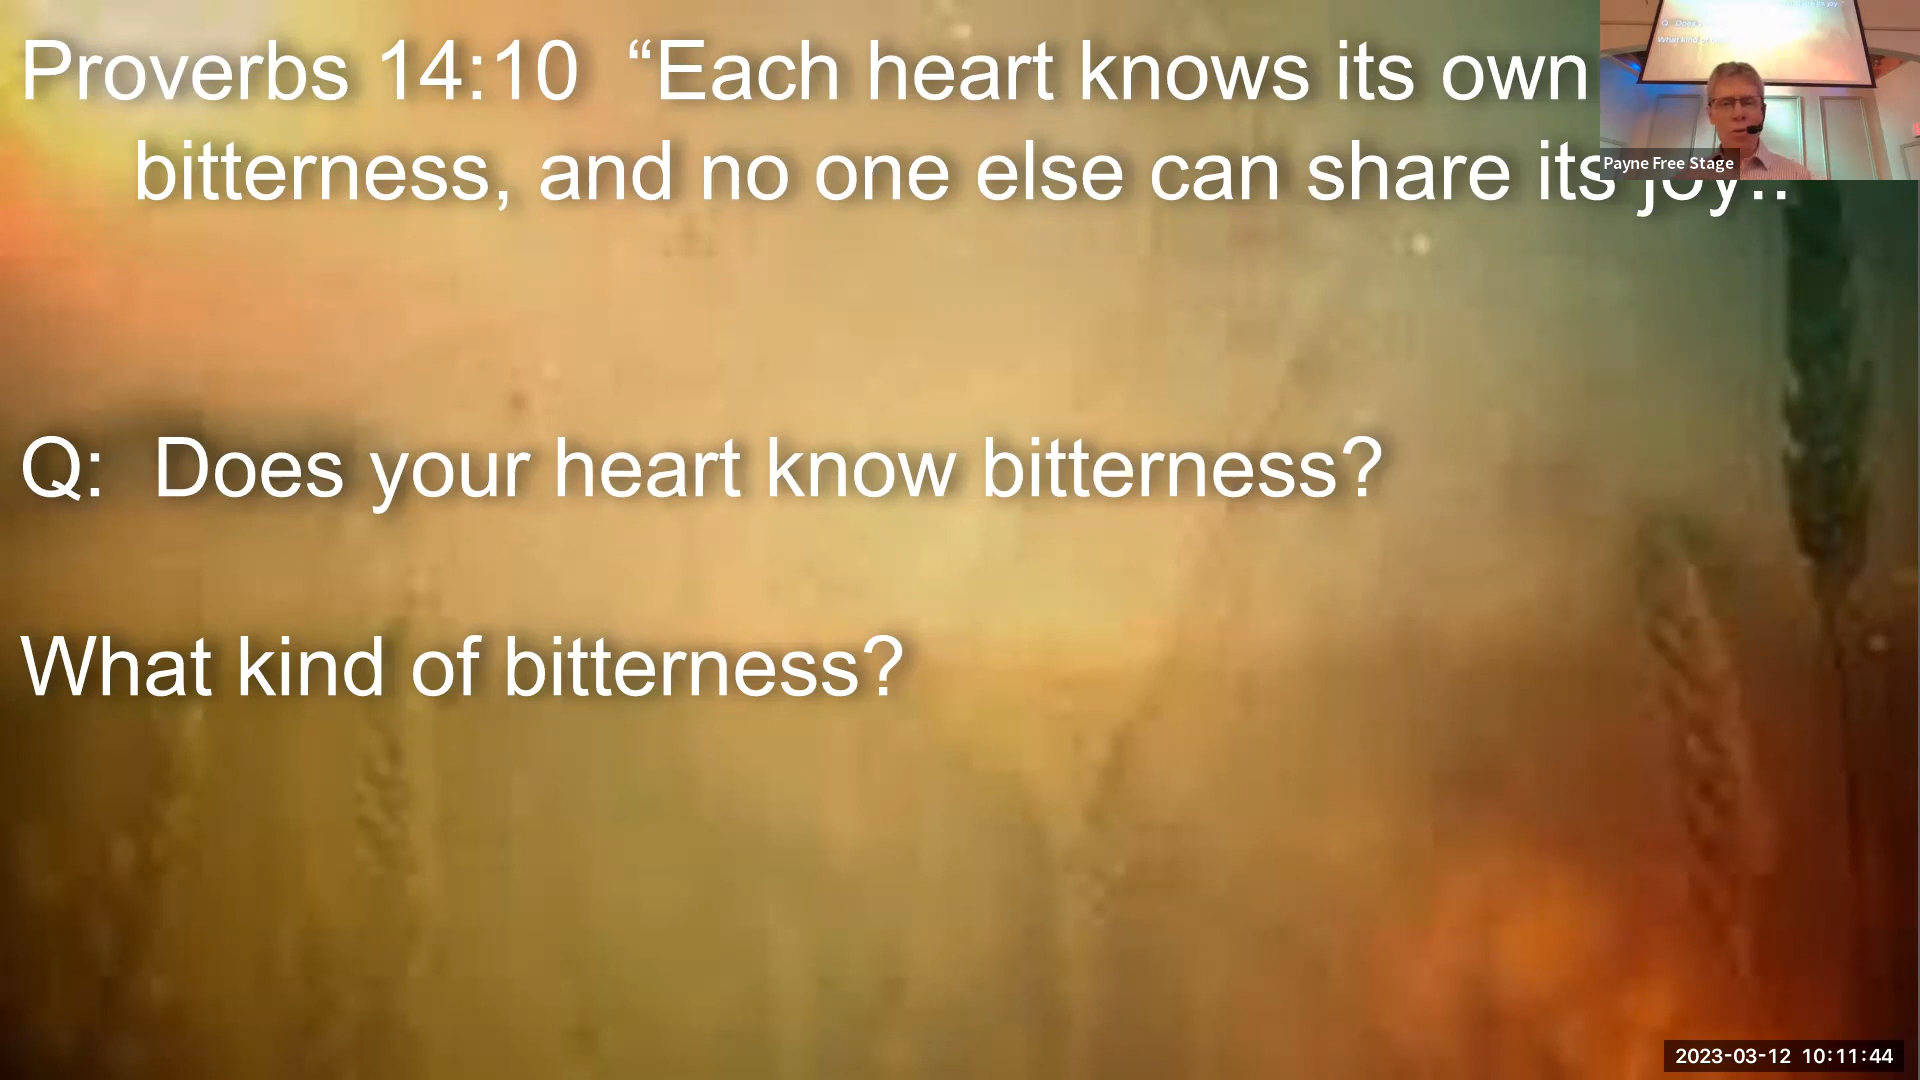 Proverbs 14:10 “Each heart knows its own
bitterness, and no one else can share its joy..
Q: Does your heart know bitterness?
What kind of bitterness?
Payne Free Stage
2023-03-12 10:11:44